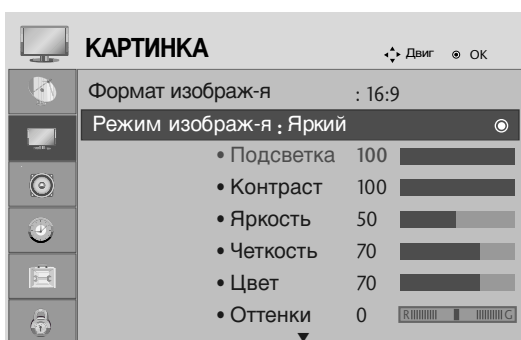 КАРТИНКА Двиг ОК
Формат изображ-я : 16:9
Режим изображ-я : Яркий
• Подсветка 100
• Контраст 100
• Яркость 50
• Четкость 70
• Цвет 70
• Оттенки 0 R G